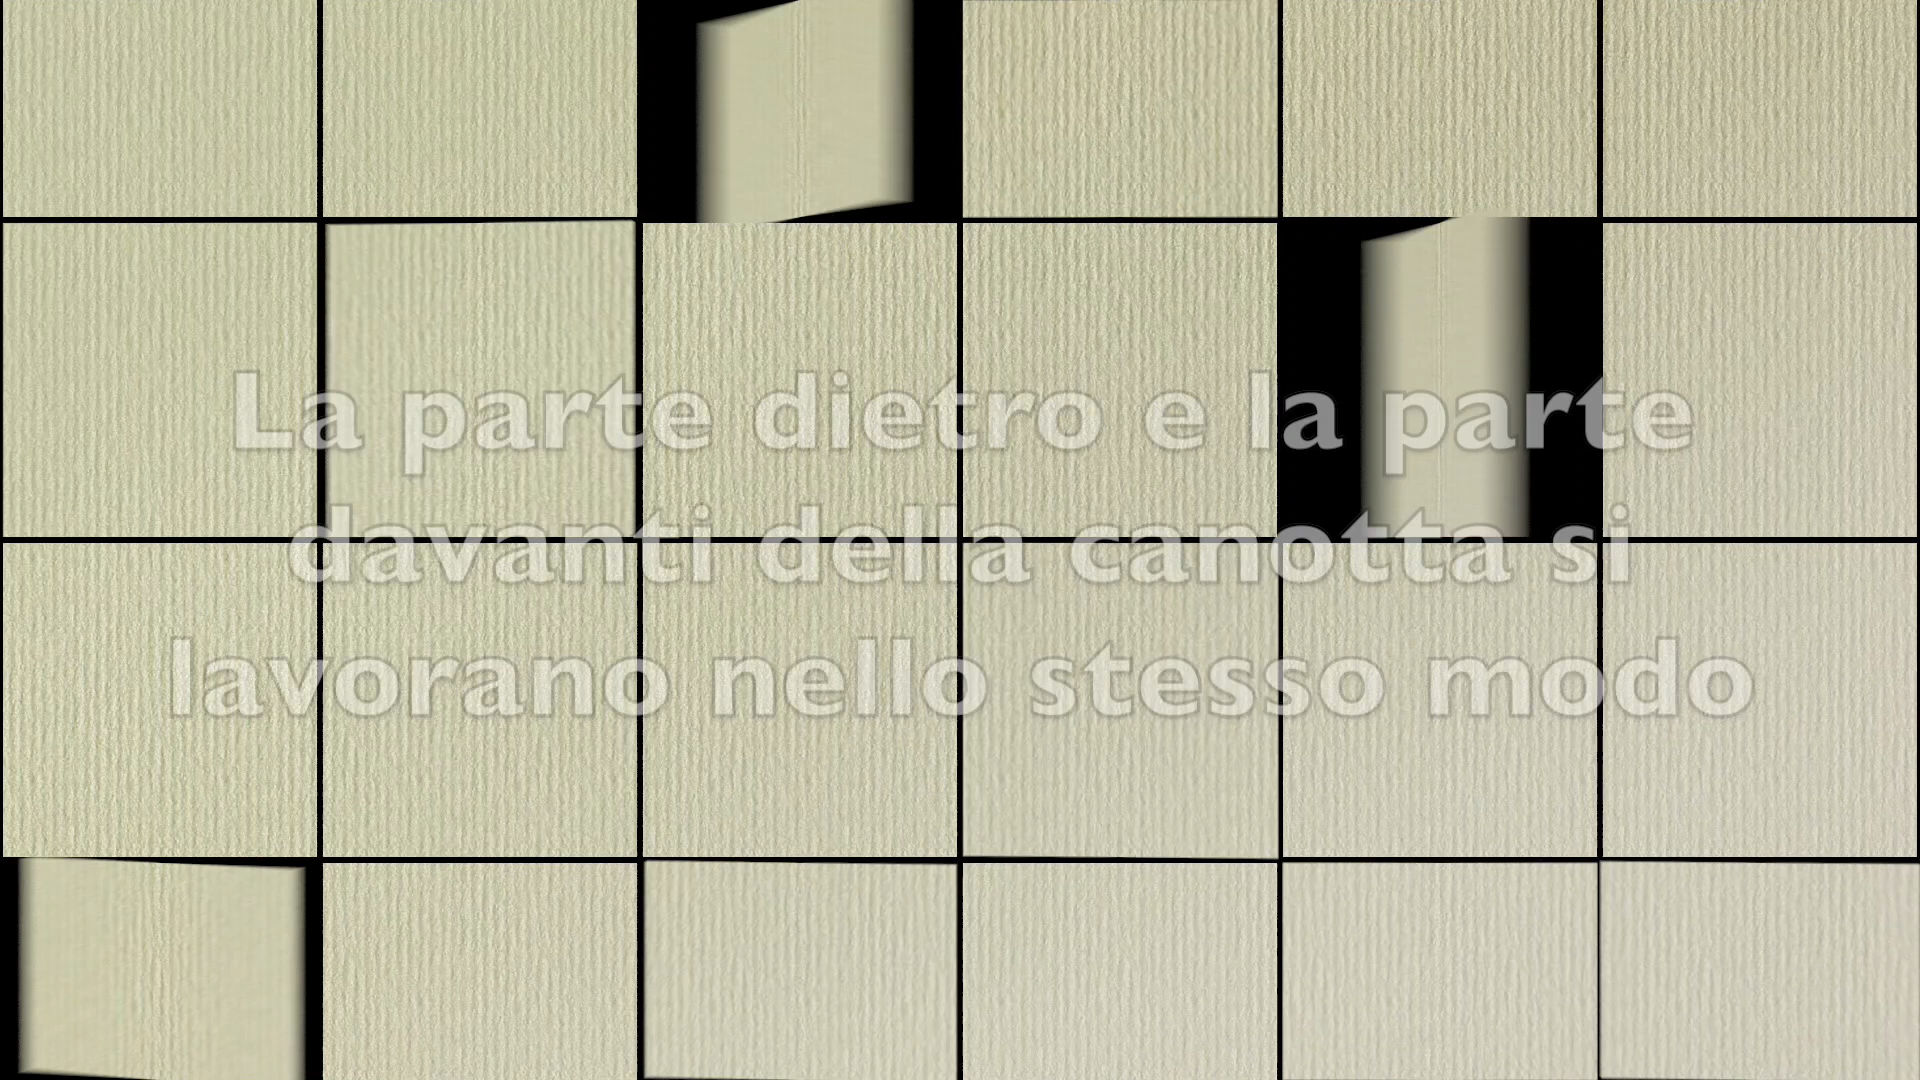 La parte dietro e la parte
davanti della canotta si
lavorano nello stesso modo